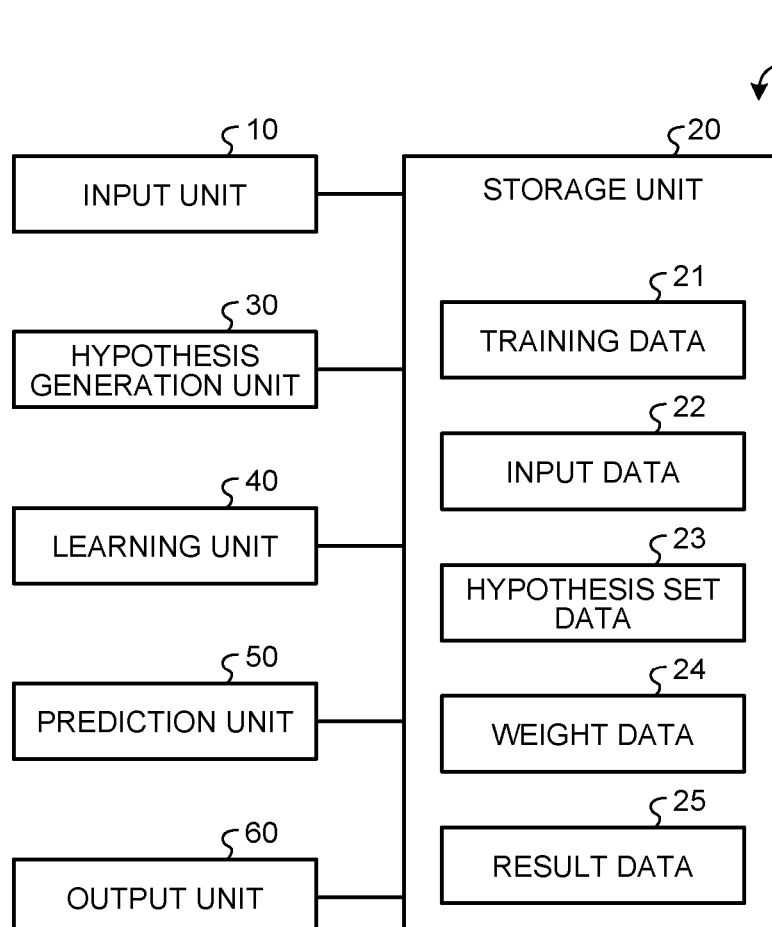 10
INPUT UNIT
30
HYPOTHESIS
GENERATION UNIT
40
LEARNING UNIT
50
PREDICTION UNIT
60
OUTPUT UNIT
20
STORAGE UNIT
21
TRAINING DATA
22
INPUT DATA
23
HYPOTHESIS SET
DATA
24
WEIGHT DATA
25
RESULT DATA